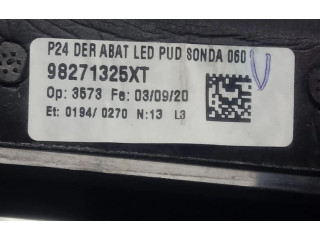 P24 DER ABAT LED PUD SONDA 060
98271325XT
Op: 3573 Fe: 03/09/20
Et: 0194/ 0270 N:13 L3